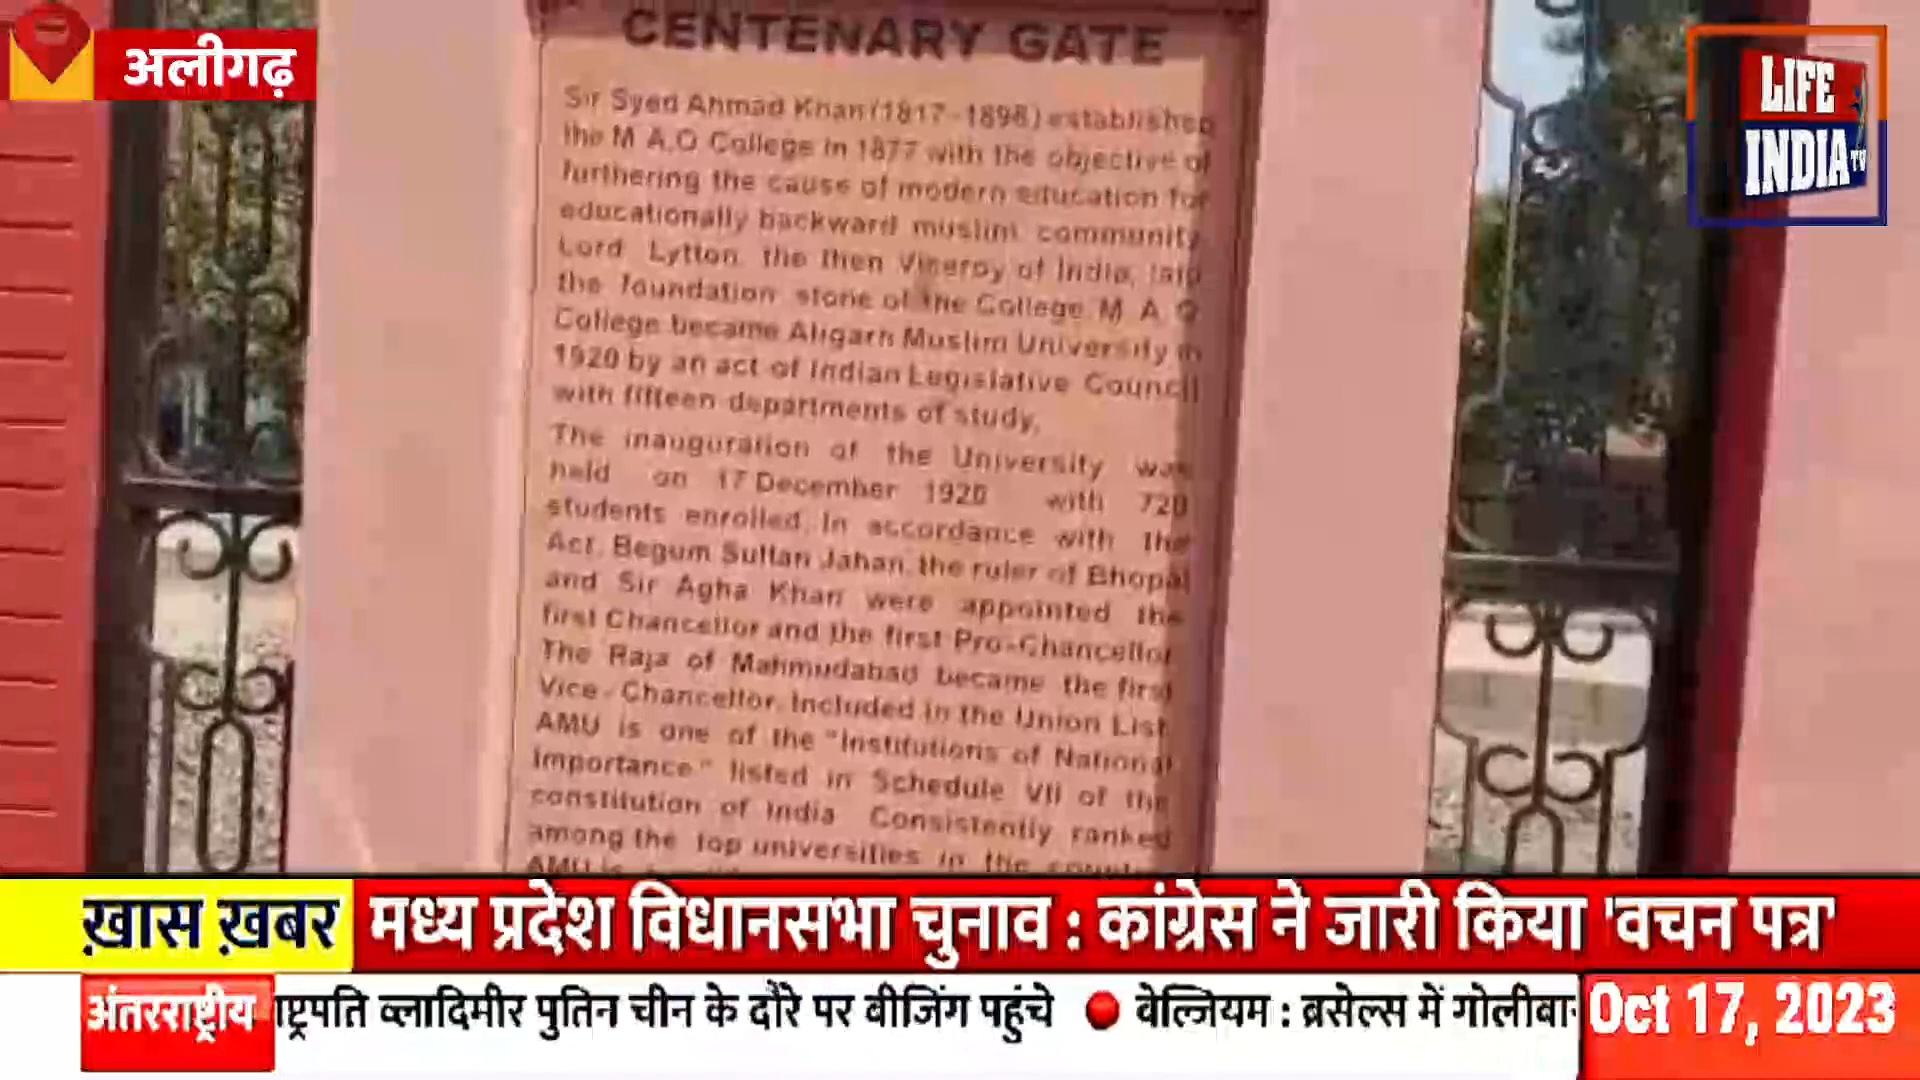 अलीगढ़
LIFE
INDIA TV
CENTENARY GATE
Sir Syed Ahmad Khan (1817-1898) established
the M A.O College in 1877 with the objective of
furthering the cause of modern education for
educationally backward muslim community
Lord Lytton, the then Viceroy of India, laid
the foundation stone of the College M A O
College became Aligarh Muslim University in
1920 by an act of Indian Legislative Council
with fifteen departments of study.
The inauguration of the University was
held on 17 December 1920 with 720
students enrolled. In accordance with the
Act, Begum Sultan Jahan, the ruler of Bhopal
and Sir Agha Khan were appointed the
first Chancellor and the first Pro-Chancellor
The Raja of Mahmudabad became the first
Vice-Chancellor. Included in the Union List
AMU is one of the "Institutions of National
Importance" listed in Schedule VII of the
constitution of India Consistently ranked
among the top universities in the
AMU is
ख़ास ख़बर मध्य प्रदेश विधानसभा चुनाव : कांग्रेस ने जारी किया 'वचन पत्र'
अंतरराष्ट्रीय ाष्ट्रपति व्लादिमीर पुतिन चीन के दौरे पर बीजिंग पहुंचे बेल्जियम : ब्रसेल्स में गोलीबा Oct 17, 2023